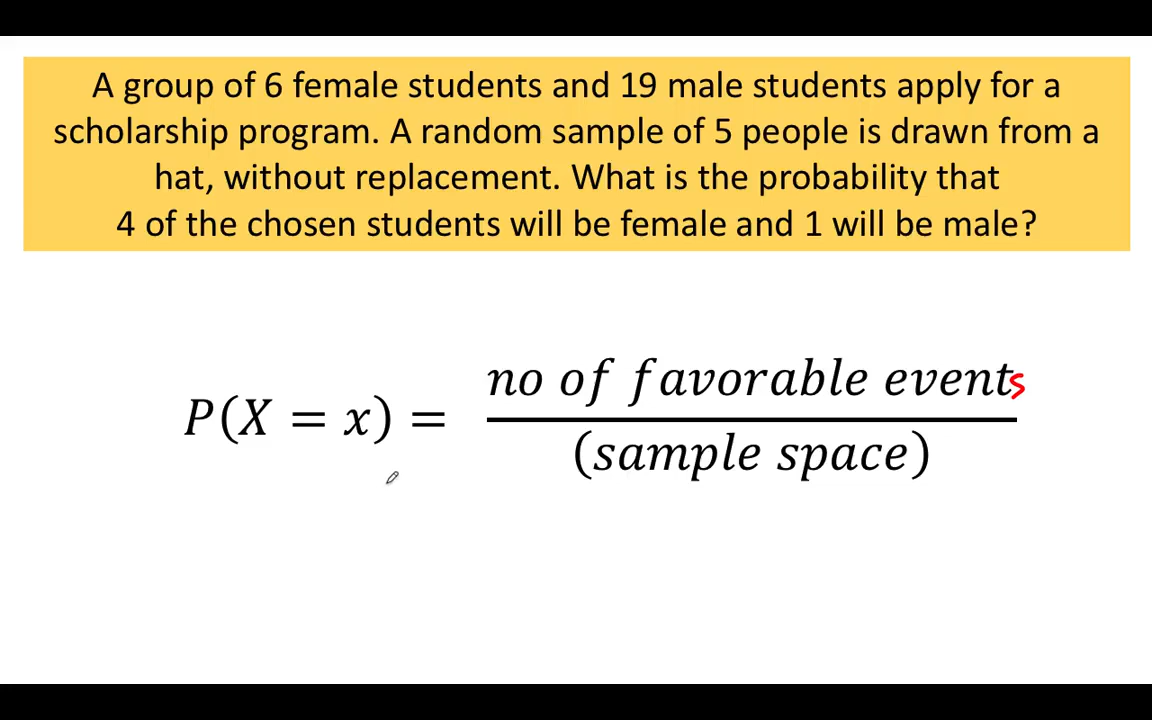 A group of 6 female students and 19 male students apply for a
scholarship program. A random sample of 5 people is drawn from a
hat, without replacement. What is the probability that
4 of the chosen students will be female and 1 will be male?
no of favorable events
P(X = x) =
(sample space)